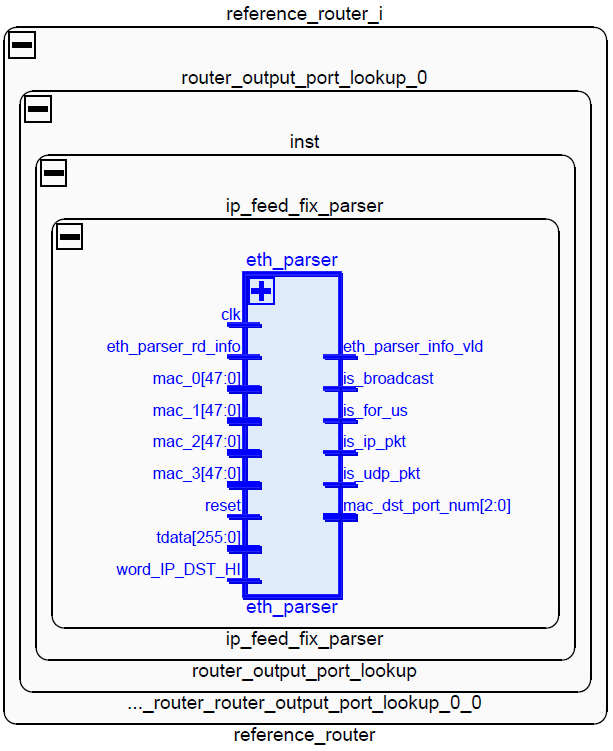 reference_router_i
router_output_port_lookup_0
inst
ip_feed_fix_parser
eth_parser
clk
eth_parser_rd_info
eth_parser_info_vld
mac_0[47:0]
is_broadcast
mac_1[47:0]
is_for_us
mac_2[47:0]
is_ip_pkt
mac_3[47:0]
is_udp_pkt
reset
mac_dst_port_num[2:0]
tdata[255:0]
word_IP_DST_HI
eth_parser
ip_feed_fix_parser
router_output_port_lookup
..._router_router_output_port_lookup_0_0
reference_router